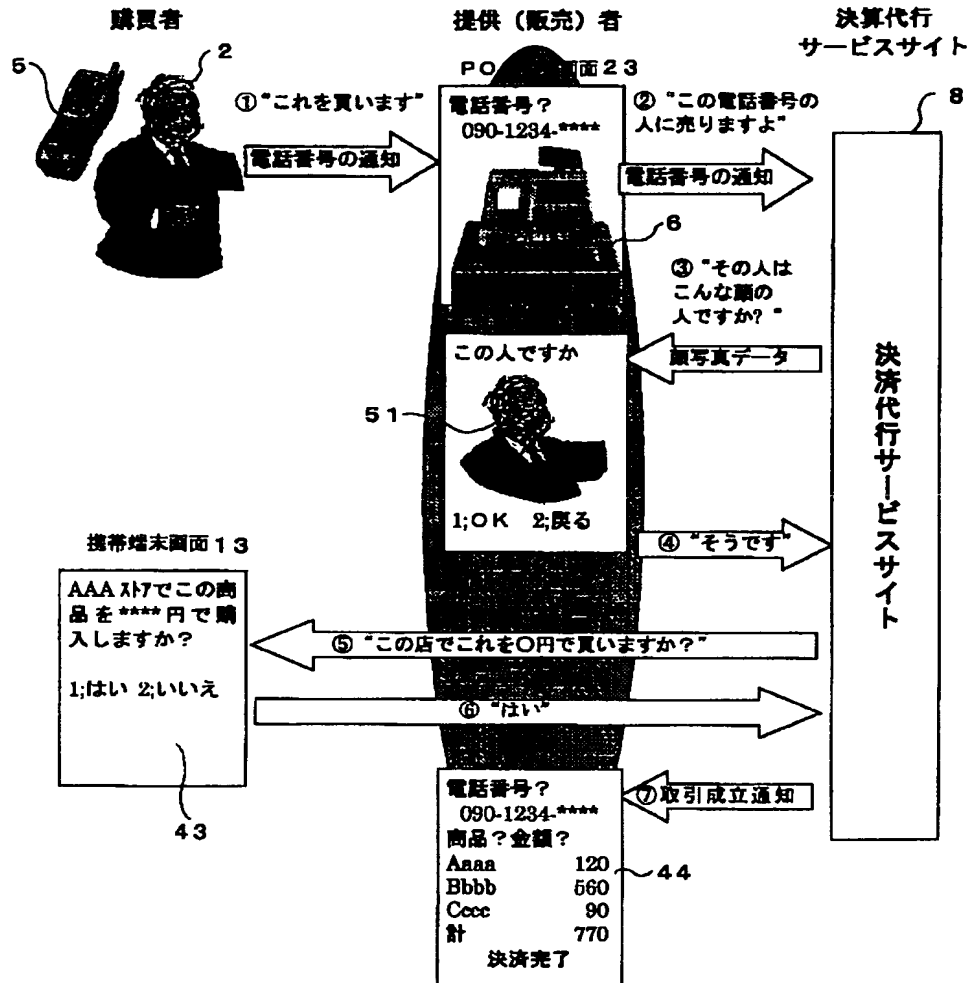 購買者
提供（販売）者
決算代行
サービスサイト
5
2
PO
画面23
8
①“これを買います”
電話番号の通知
電話番号？
090-1234-****
②“この電話番号の
人に売りますよ”
電話番号の通知
6
③“その人は
こんな顔の
人ですか？”
顔写真データ
この人ですか
51
1;OK 2;戻る
④“そうです”
決済代行サービスサイト
携帯端末画面13
AAAストアでこの商
品を****円で購
入しますか？
1;はい 2;いいえ
43
⑤“この店でこれを〇円で買いますか？”
⑥“はい”
⑦取引成立通知
電話番号？
090-1234-****
商品？金額？
Aaaa 120
Bbbb 560
Cccc 90
計 770
決済完了
44